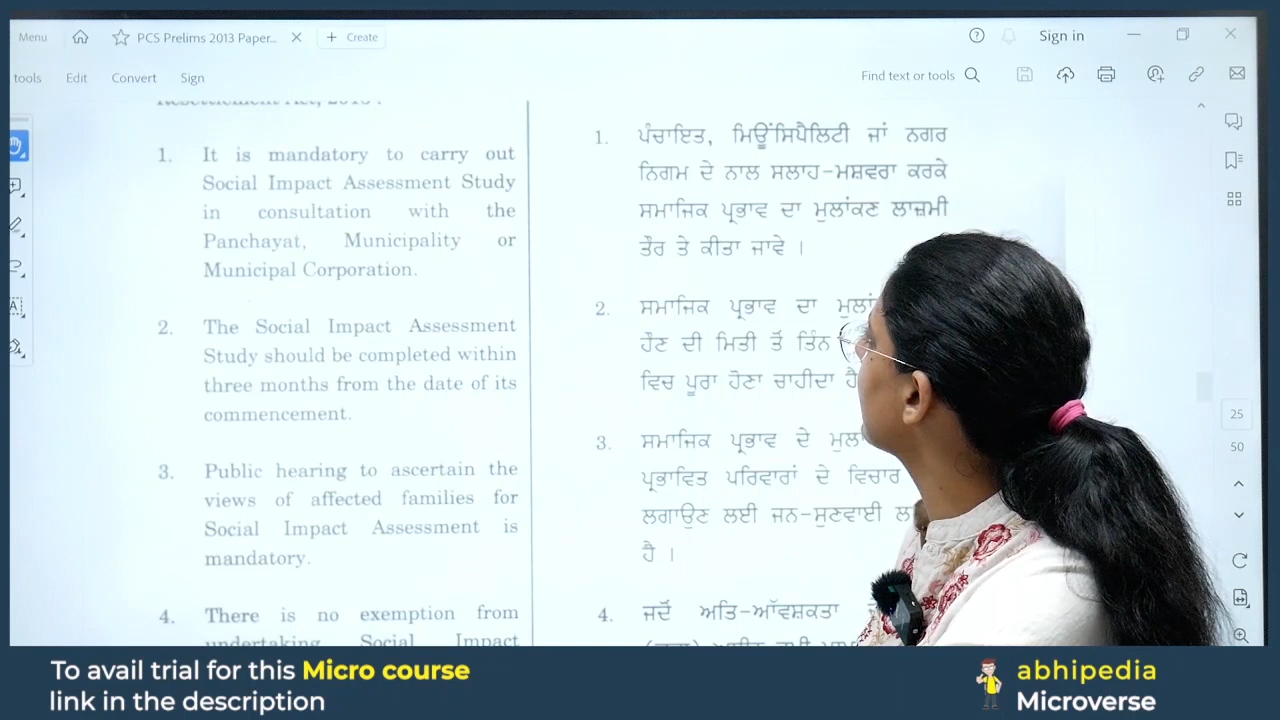 Menu
PCS Prelims 2013 Paper...
Create
Sign in
tools
Edit
Convert
Sign
Find text or tools
1. It is mandatory to carry out
Social Impact Assessment Study
in consultation with the
Panchayat, Municipality or
Municipal Corporation.
2. The Social Impact Assessment
Study should be completed within
three months from the date of its
commencement.
3. Public hearing to ascertain the
views of affected families for
Social Impact Assessment is
mandatory.
4. There is no exemption from
undertaking Social Impact
1. ਪੰਚਾਇਤ, ਮਿਊਂਸਿਪੈਲਿਟੀ ਜਾਂ ਨਗਰ
ਨਿਗਮ ਦੇ ਨਾਲ ਸਲਾਹ-ਮਸ਼ਵਰਾ ਕਰਕੇ
ਸਮਾਜਿਕ ਪ੍ਰਭਾਵ ਦਾ ਮੁਲਾਂਕਣ ਲਾਜ਼ਮੀ
ਤੌਰ ਤੇ ਕੀਤਾ ਜਾਵੇ ।
2. ਸਮਾਜਿਕ ਪ੍ਰਭਾਵ ਦਾ
ਹੋਣ ਦੀ ਮਿਤੀ ਤੋਂ ਤਿੰਨ
ਵਿਚ ਪੂਰਾ ਹੋਣਾ ਚਾਹੀਦਾ ਹੈ
3. ਸਮਾਜਿਕ ਪ੍ਰਭਾਵ ਦੇ
ਪ੍ਰਭਾਵਿਤ ਪਰਿਵਾਰਾਂ ਦੇ ਵਿਚਾਰ
ਲਗਾਉਣ ਲਈ ਜਨ-ਸੁਣਵਾਈ
ਹੈ ।
4. ਜਦੋਂ ਅਤਿ-ਆੱਵਸ਼ਕਤਾ
25
50
To avail trial for this Micro course
link in the description
abhipedia
Microverse